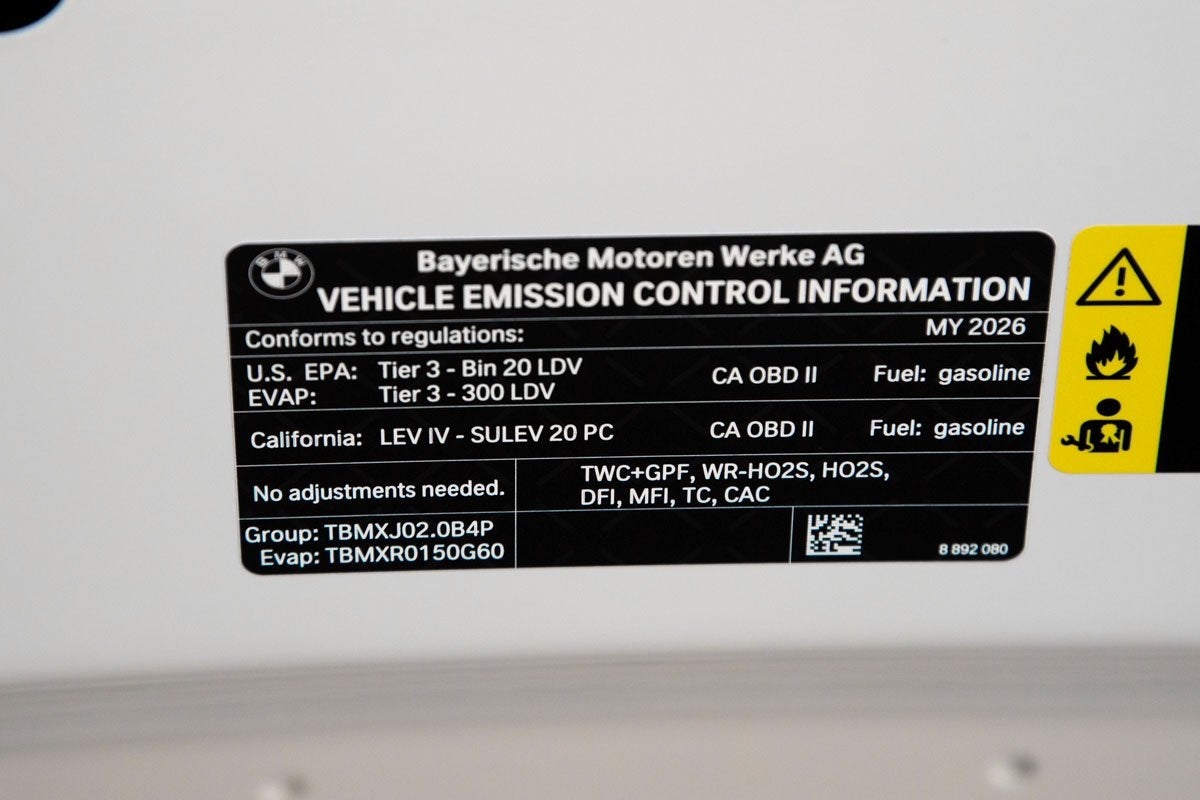 BMW
Bayerische Motoren Werke AG
VEHICLE EMISSION CONTROL INFORMATION
Conforms to regulations: MY 2026
U.S. EPA: Tier 3 - Bin 20 LDV CA OBD II Fuel: gasoline
EVAP: Tier 3 - 300 LDV
California: LEV IV - SULEV 20 PC CA OBD II Fuel: gasoline
No adjustments needed.
TWC+GPF, WR-HO2S, HO2S,
DFI, MFI, TC, CAC
Group: TBMXJ02.0B4P
Evap: TBMXR0150G60
8 892 080